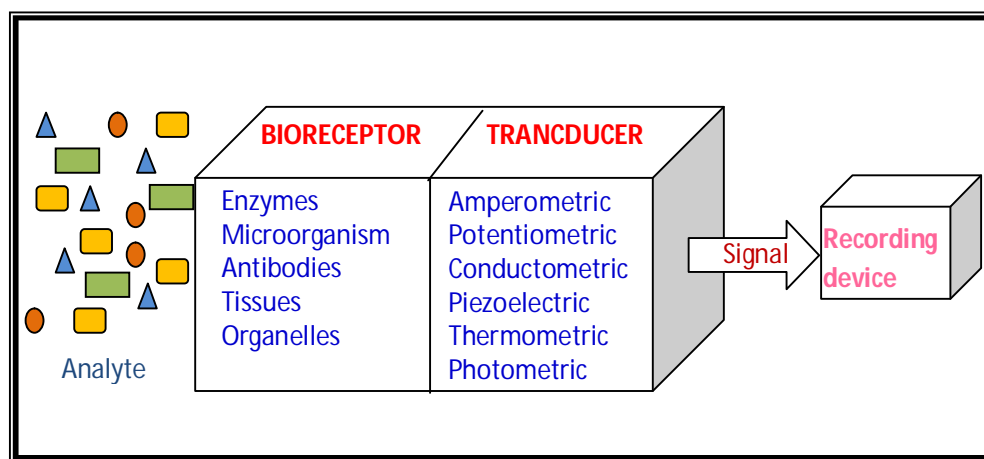 BIORECEPTOR
TRANCDUCER
Enzymes
Microorganism
Antibodies
Tissues
Organelles
Amperometric
Potentiometric
Conductometric
Piezoelectric
Thermometric
Photometric
Signal
Recording
device
Analyte